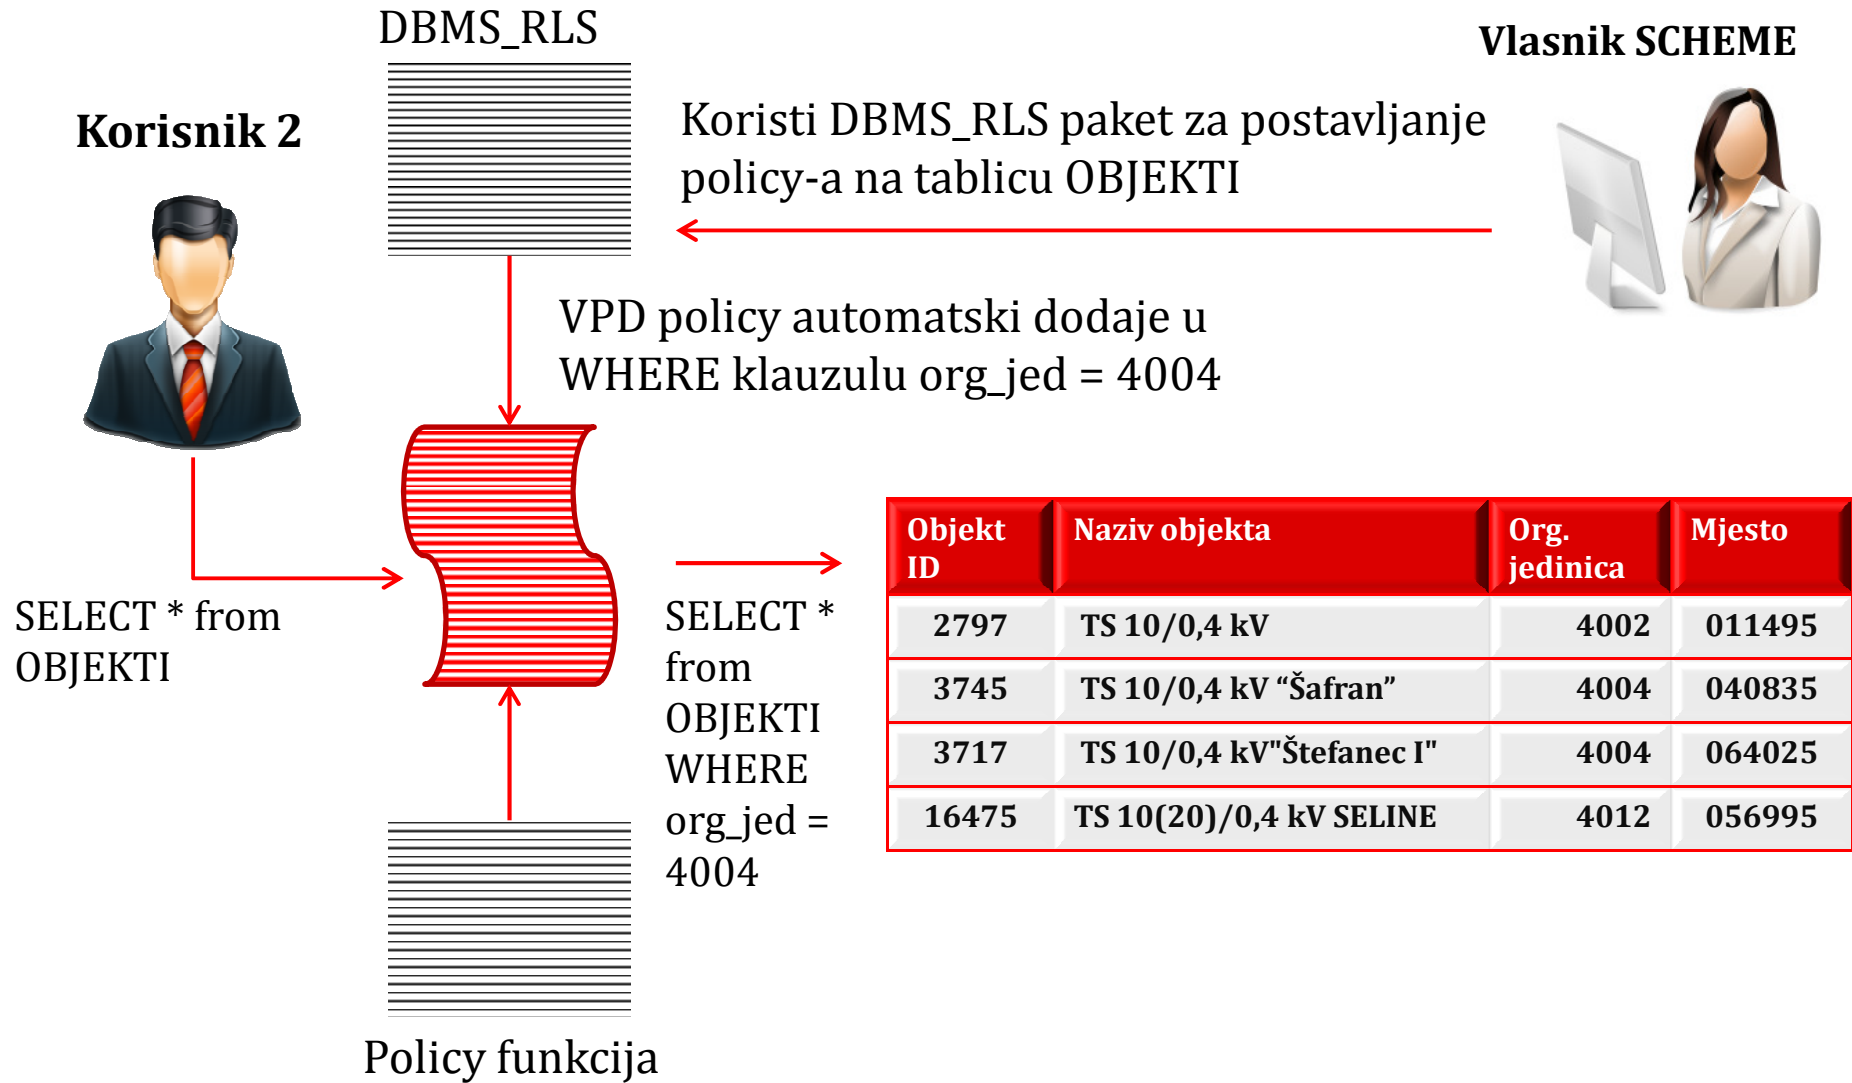 DBMS_RLS
Vlasnik SCHEME
Korisnik 2
Koristi DBMS_RLS paket za postavljanje
policy-a na tablicu OBJEKTI
VPD policy automatski dodaje u
WHERE klauzulu org_jed = 4004
SELECT * from
OBJEKTI
SELECT *
from
OBJEKTI
WHERE
org_jed =
4004
Objekt ID Naziv objekta Org. jedinica Mjesto
2797 TS 10/0,4 kV 4002 011495
3745 TS 10/0,4 kV “Šafran” 4004 040835
3717 TS 10/0,4 kV"Štefanec I" 4004 064025
16475 TS 10(20)/0,4 kV SELINE 4012 056995
Policy funkcija